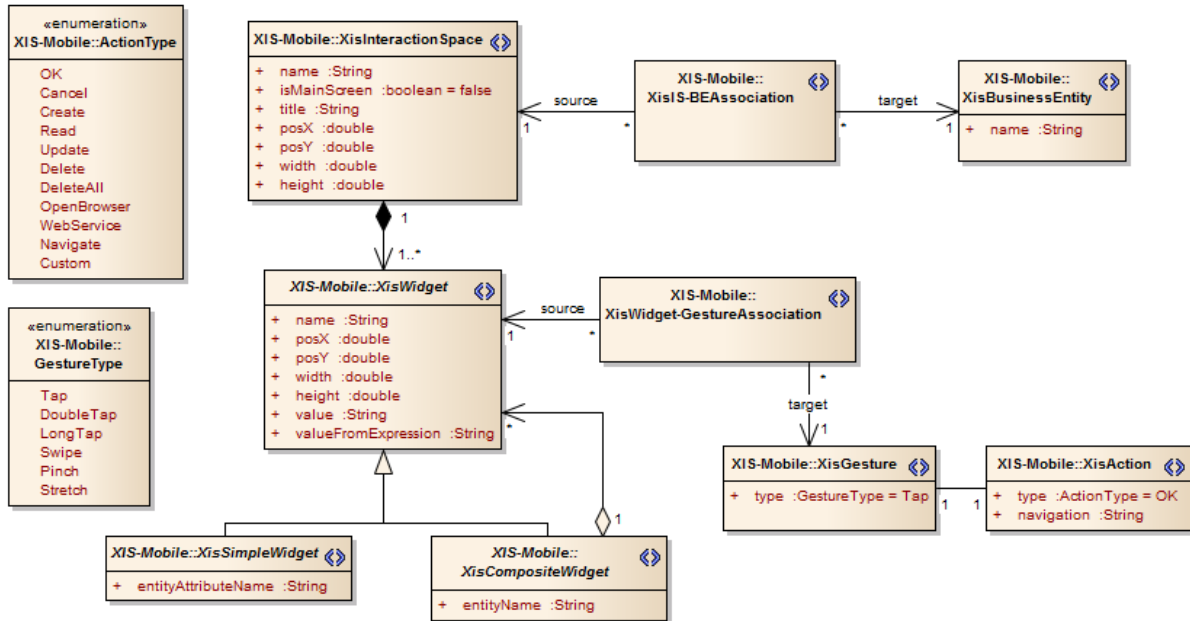 «enumeration»
XIS-Mobile::ActionType
OK
Cancel
Create
Read
Update
Delete
DeleteAll
OpenBrowser
WebService
Navigate
Custom
XIS-Mobile::XisInteractionSpace
+ name :String
+ isMainScreen :boolean = false
+ title :String
+ posX :double
+ posY :double
+ width :double
+ height :double
source
1
*
XIS-Mobile::
XisIS-BEAssociation
target
*
1
XIS-Mobile::
XisBusinessEntity
+ name :String
1
1..*
«enumeration»
XIS-Mobile::
GestureType
Tap
DoubleTap
LongTap
Swipe
Pinch
Stretch
XIS-Mobile::XisWidget
+ name :String
+ posX :double
+ posY :double
+ width :double
+ height :double
+ value :String
+ valueFromExpression :String
source
1
*
XIS-Mobile::
XisWidget-GestureAssociation
*
target
1
*
1
XIS-Mobile::XisGesture
+ type :GestureType = Tap
1
1
XIS-Mobile::XisAction
+ type :ActionType = OK
+ navigation :String
XIS-Mobile::XisSimpleWidget
+ entityAttributeName :String
XIS-Mobile::
XisCompositeWidget
+ entityName :String